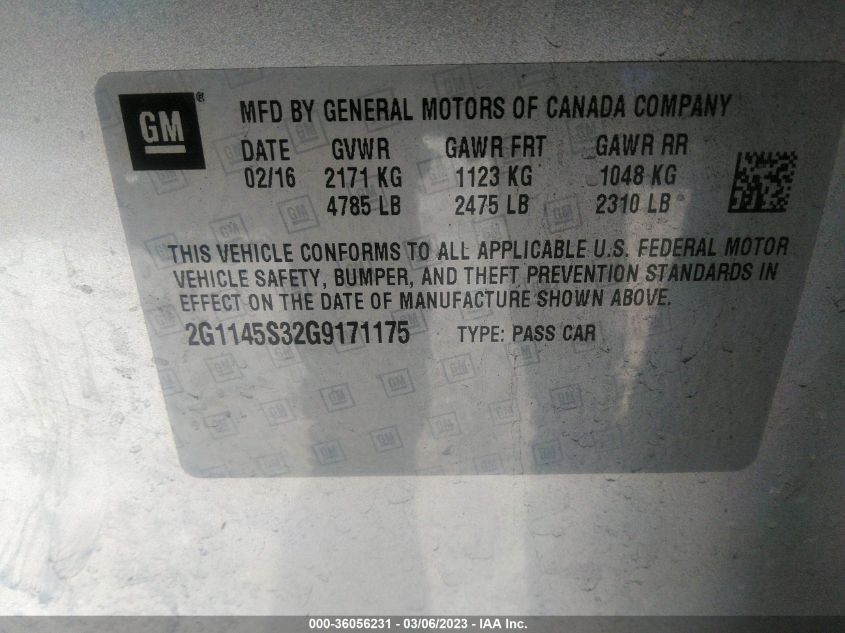 GM ® MFD BY GENERAL MOTORS OF CANADA COMPANY
DATE GVWR GAWR FRT GAWR RR
02/16 2171 KG 1123 KG 1048 KG
4785 LB 2475 LB 2310 LB
THIS VEHICLE CONFORMS TO ALL APPLICABLE U.S. FEDERAL MOTOR
VEHICLE SAFETY, BUMPER, AND THEFT PREVENTION STANDARDS IN
EFFECT ON THE DATE OF MANUFACTURE SHOWN ABOVE.
2G1145S32G9171175 TYPE: PASS CAR
000-36056231 - 03/06/2023 - IAA Inc.